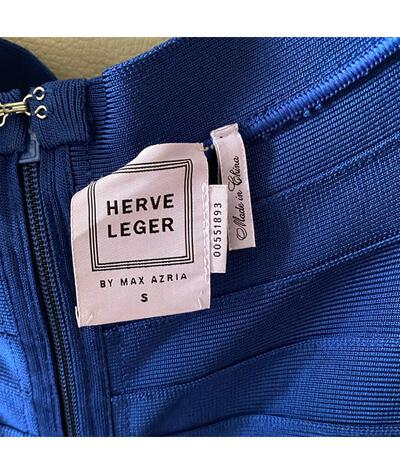 HERVE
LEGER
BY MAX AZRIA
S
00551893
Made in China